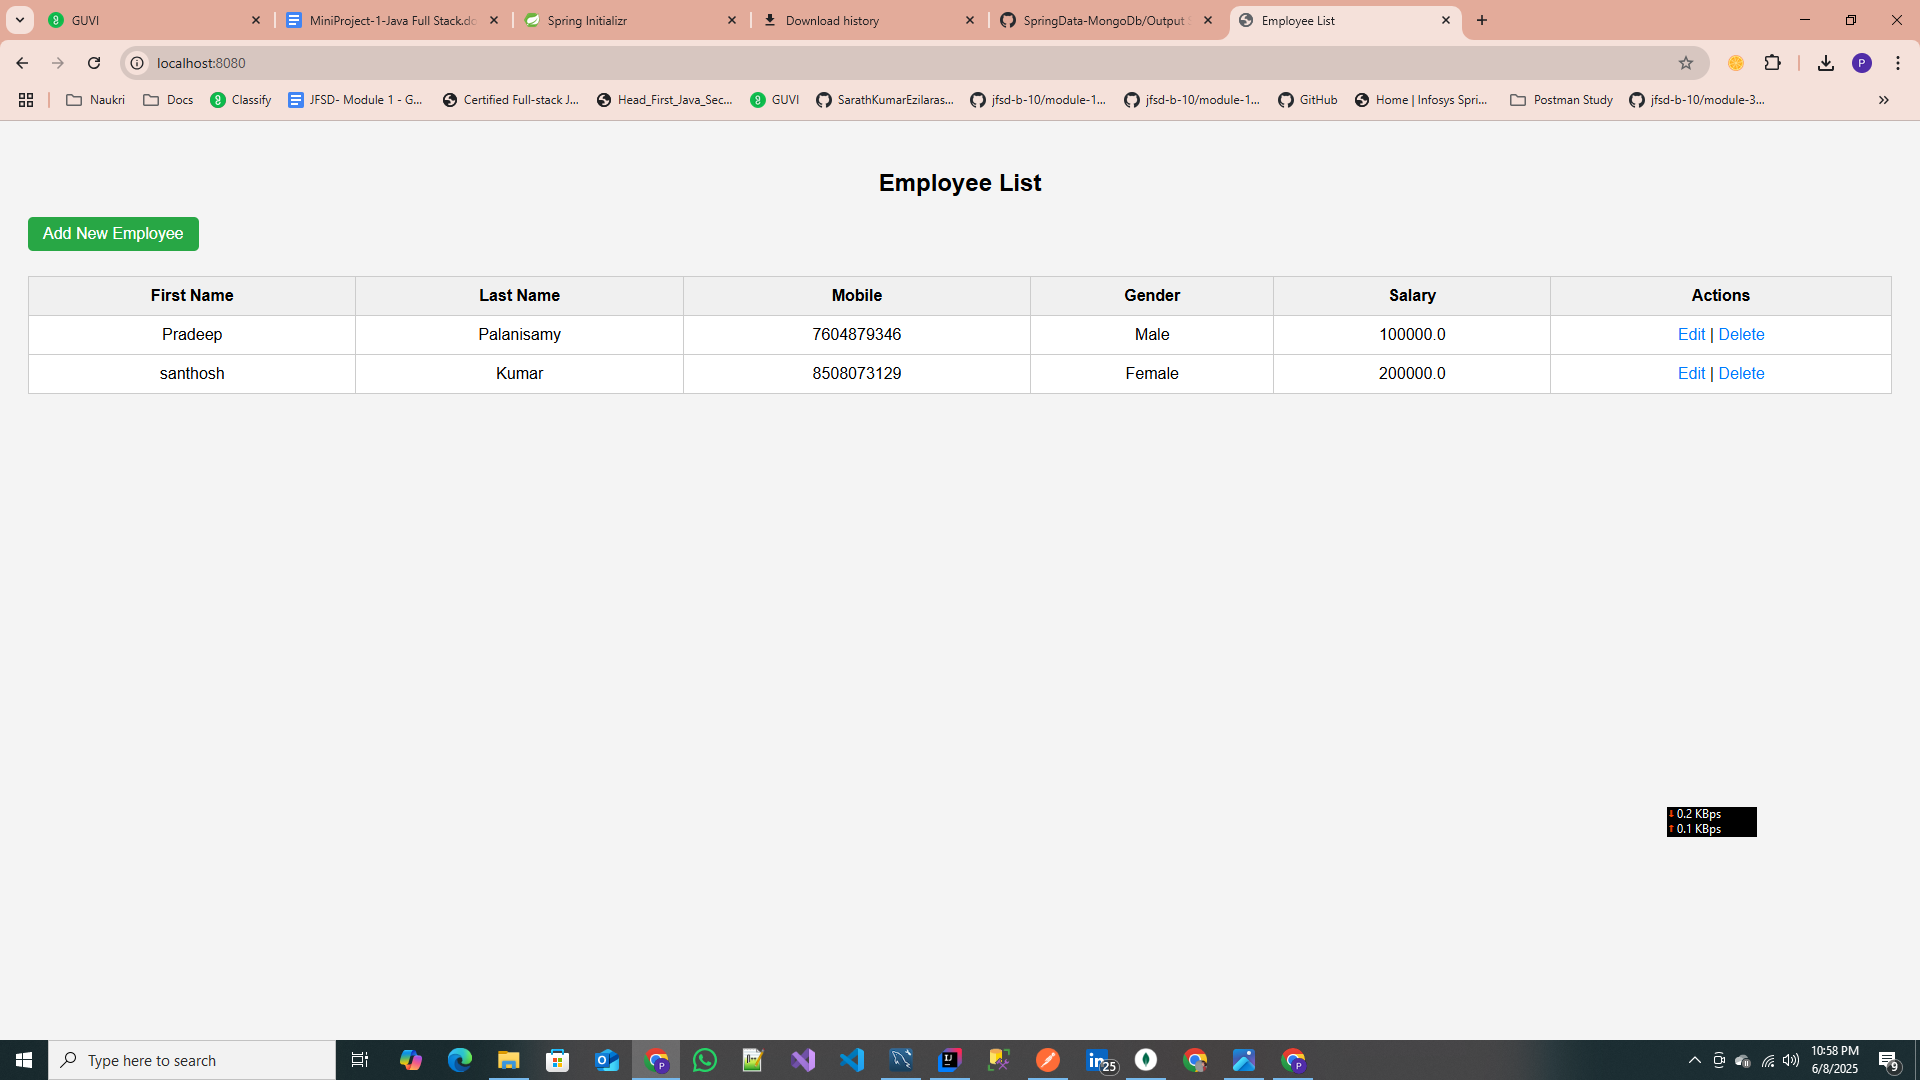 GUVI
MiniProject-1-Java Full Stack.do
Spring Initializr
Download history
SpringData-MongoDb/Output S
Employee List
localhost:8080
P
Naukri
Docs
Classify
JFSD- Module 1 - G...
Certified Full-stack J...
Head_First_Java_Sec...
GUVI
SarathKumarEzilaras...
jfsd-b-10/module-1...
jfsd-b-10/module-1...
GitHub
Home | Infosys Spri...
Postman Study
jfsd-b-10/module-3...
Employee List
Add New Employee
First Name Last Name Mobile Gender Salary Actions
Pradeep Palanisamy 7604879346 Male 100000.0 Edit | Delete
santhosh Kumar 8508073129 Female 200000.0 Edit | Delete
0.2 KBps
0.1 KBps
Type here to search
25
10:58 PM
6/8/2025
9